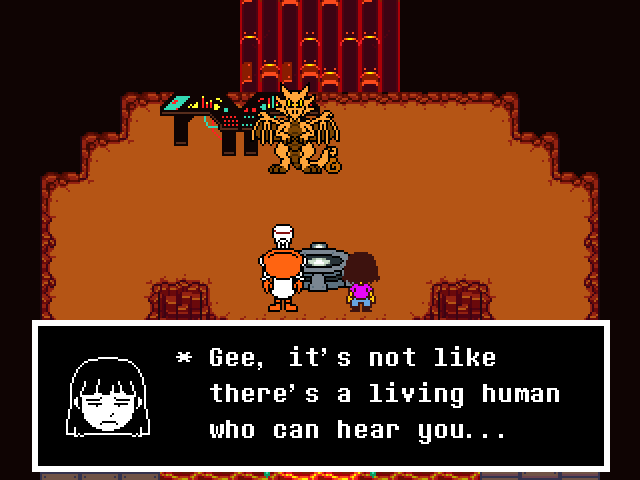 * Gee, it's not like
there's a living human
who can hear you...